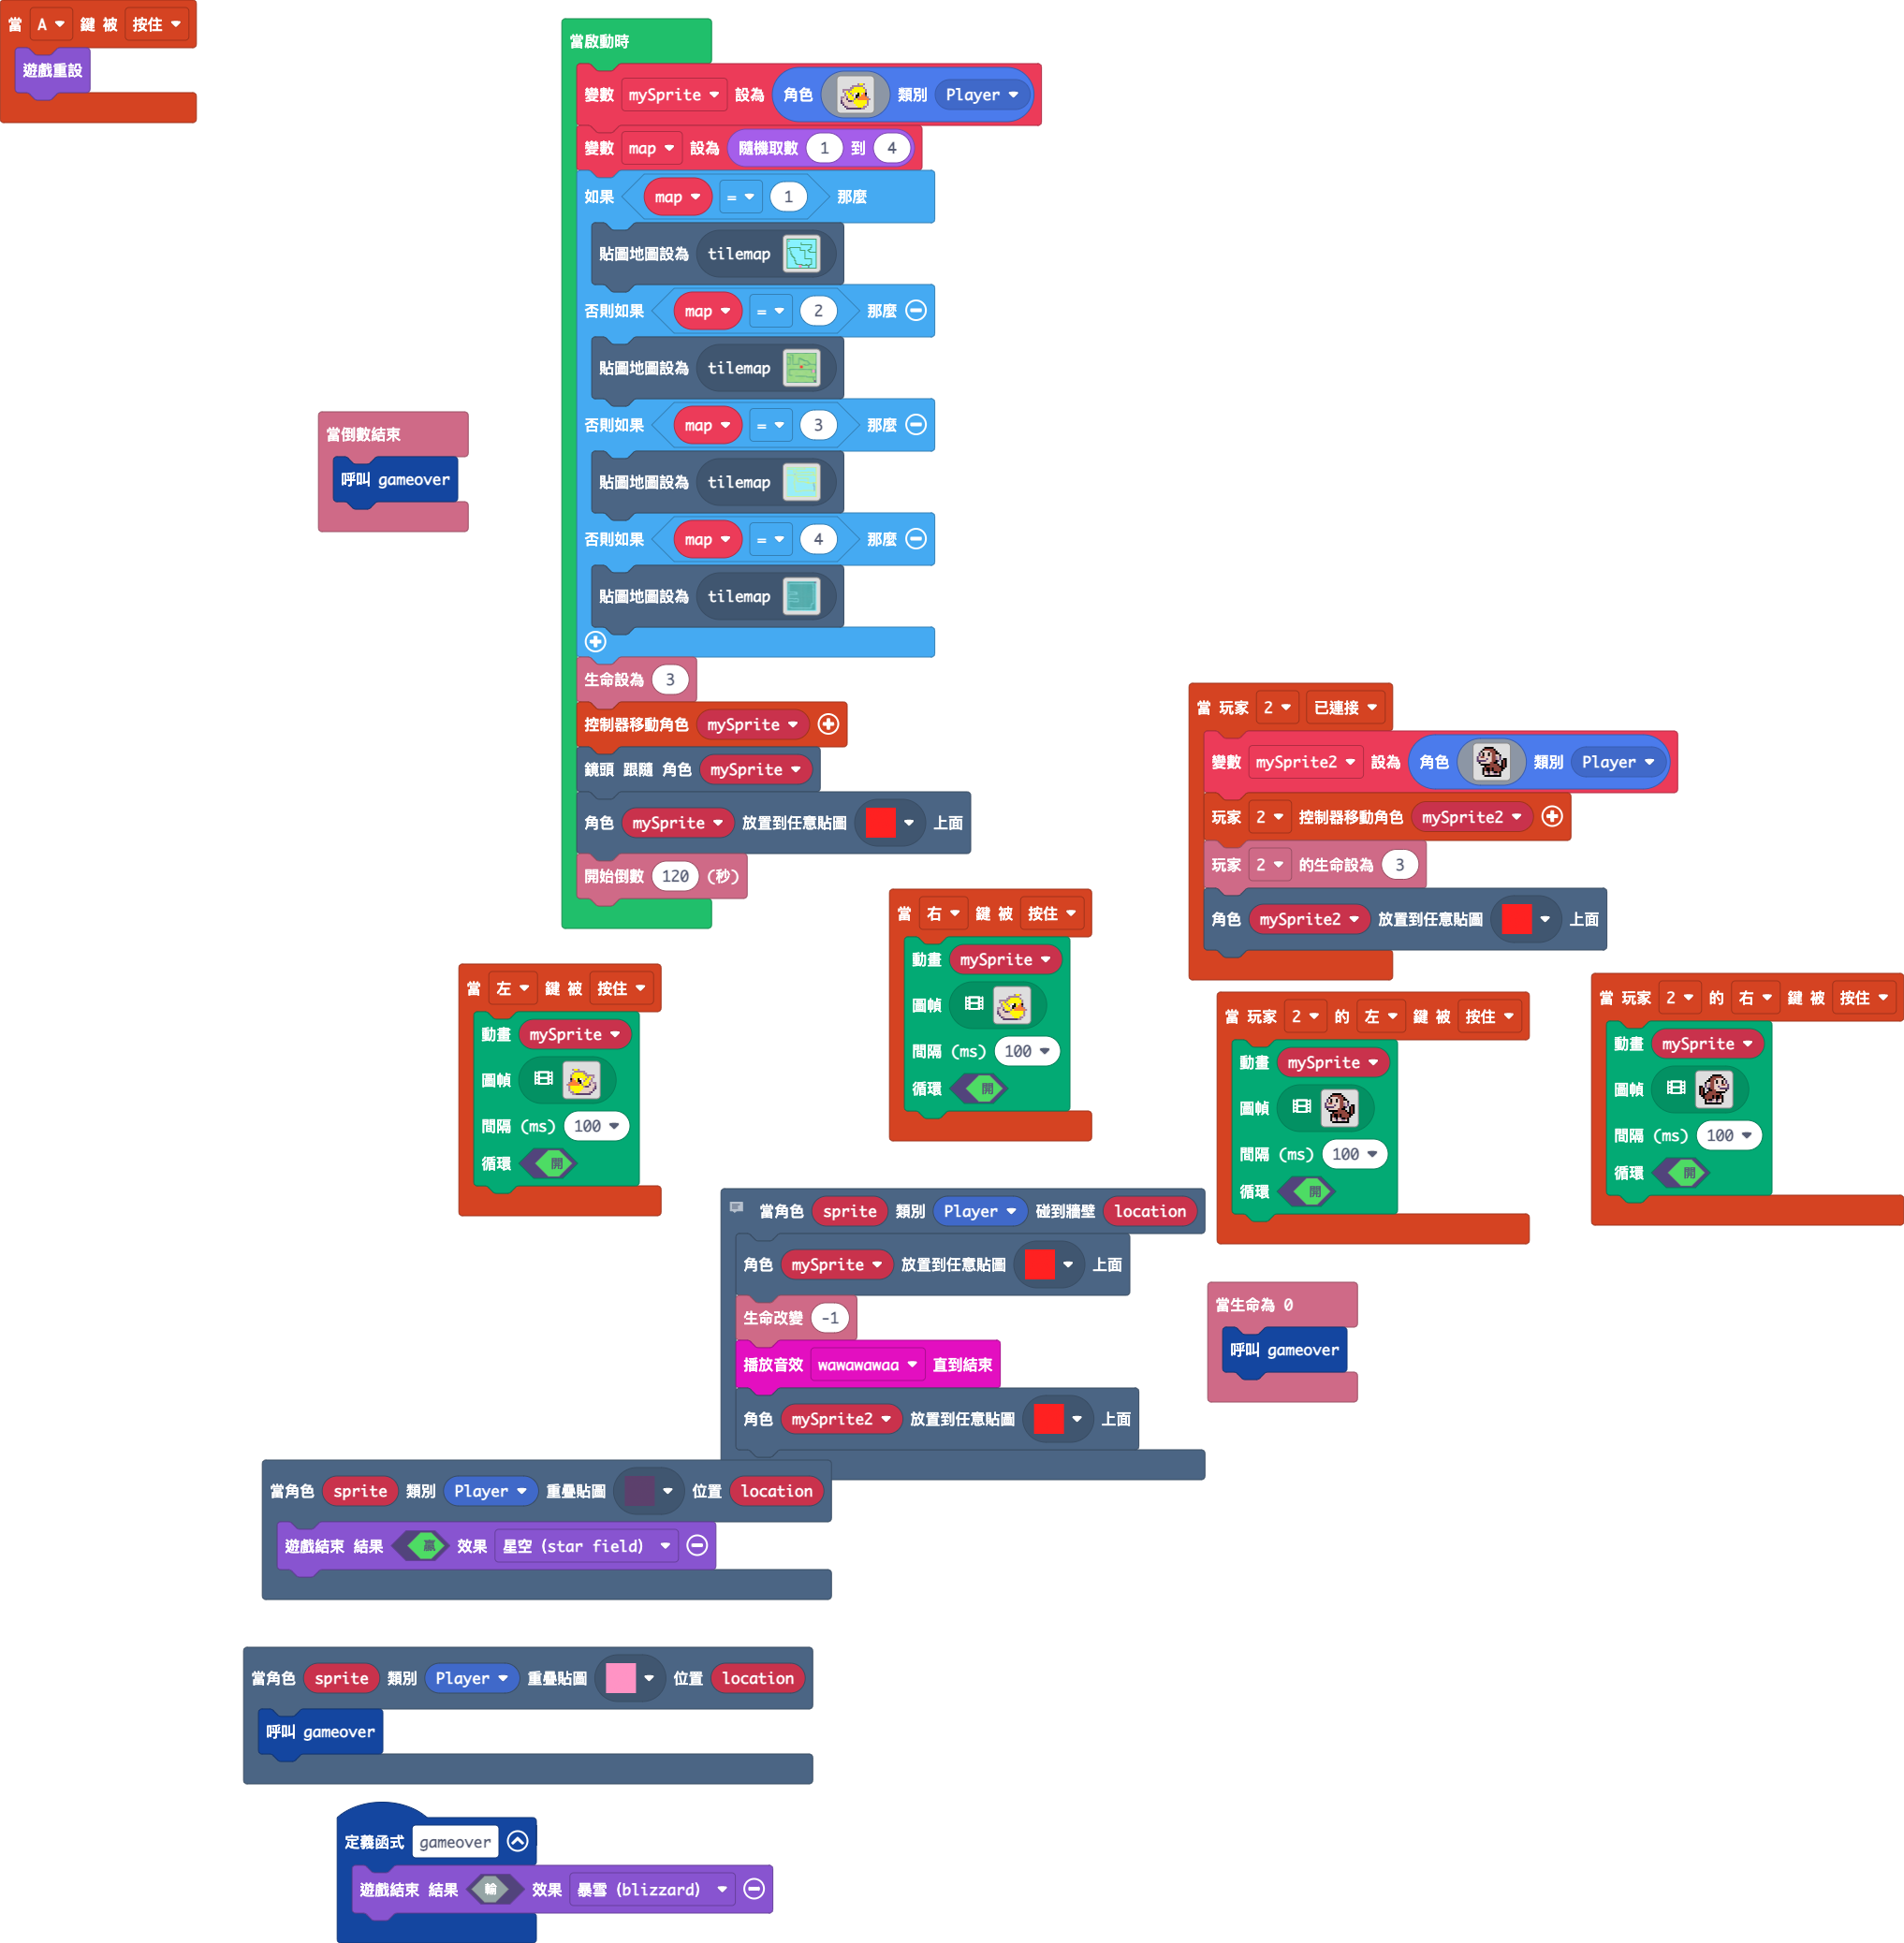 當 A 鍵 被 按住
遊戲重設
當啟動時
變數 mySprite 設為 角色 類別 Player
變數 map 設為 隨機取數 1 到 4
如果 map = 1 那麼
貼圖地圖設為 tilemap
否則如果 map = 2 那麼
貼圖地圖設為 tilemap
否則如果 map = 3 那麼
貼圖地圖設為 tilemap
否則如果 map = 4 那麼
貼圖地圖設為 tilemap
生命設為 3
控制器移動角色 mySprite
鏡頭 跟隨 角色 mySprite
角色 mySprite 放置到任意貼圖 上面
開始倒數 120 (秒)
當倒數結束
呼叫 gameover
當 玩家 2 已連接
變數 mySprite2 設為 角色 類別 Player
玩家 2 控制器移動角色 mySprite2
玩家 2 的生命設為 3
角色 mySprite2 放置到任意貼圖 上面
當 左 鍵 被 按住
動畫 mySprite
圖幀
間隔 (ms) 100
循環 開
當 右 鍵 被 按住
動畫 mySprite
圖幀
間隔 (ms) 100
循環 開
當 玩家 2 的 左 鍵 被 按住
動畫 mySprite
圖幀
間隔 (ms) 100
循環 開
當 玩家 2 的 右 鍵 被 按住
動畫 mySprite
圖幀
間隔 (ms) 100
循環 開
當角色 sprite 類別 Player 碰到牆壁 location
角色 mySprite 放置到任意貼圖 上面
生命改變 -1
播放音效 wawawawaa 直到結束
角色 mySprite2 放置到任意貼圖 上面
當生命為 0
呼叫 gameover
當角色 sprite 類別 Player 重疊貼圖 位置 location
遊戲結束 結果 贏 效果 星空 (star field)
當角色 sprite 類別 Player 重疊貼圖 位置 location
呼叫 gameover
定義函式 gameover
遊戲結束 結果 輸 效果 暴雪 (blizzard)